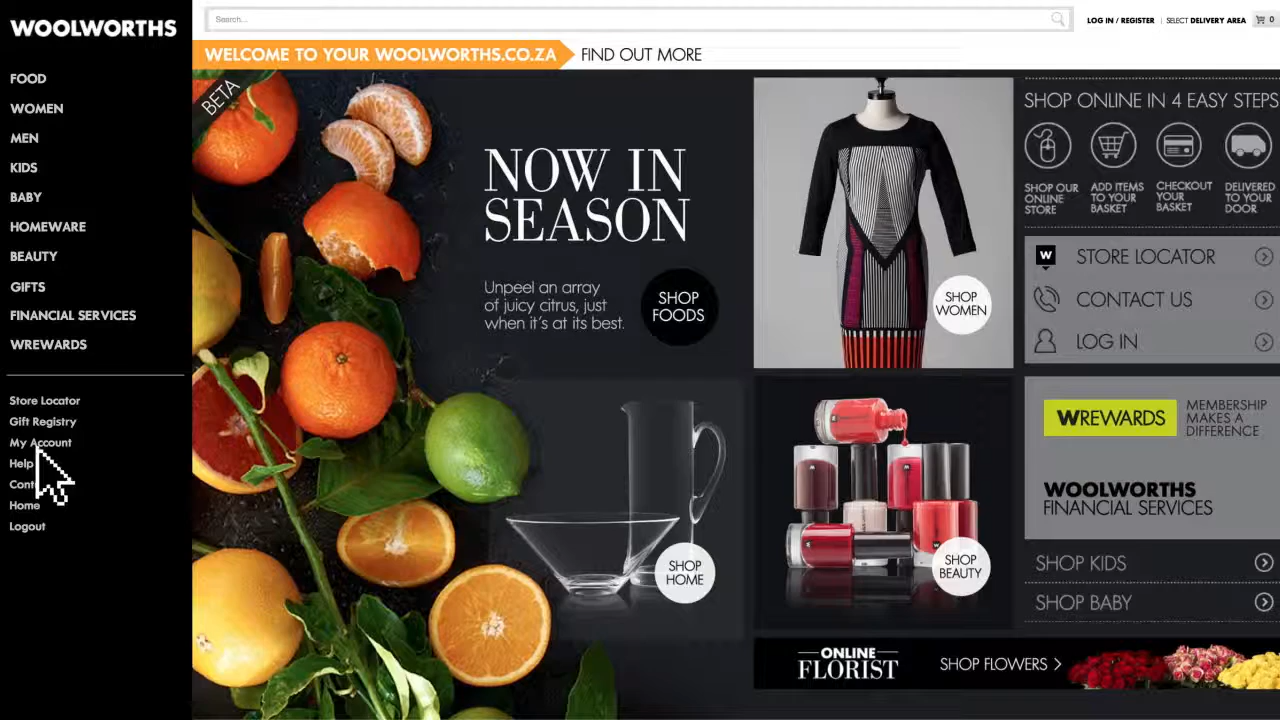 WOOLWORTHS
FOOD
WOMEN
MEN
KIDS
BABY
HOMEWARE
BEAUTY
GIFTS
FINANCIAL SERVICES
WREWARDS
Store Locator
Gift Registry
My Account
Help
Home
Logout
Search...
LOG IN / REGISTER | SELECT DELIVERY AREA 0
WELCOME TO YOUR WOOLWORTHS.CO.ZA FIND OUT MORE
BETA
NOW IN
SEASON
Unpeel an array
of juicy citrus, just
when it's at its best.
SHOP
FOODS
SHOP
WOMEN
SHOP
HOME
SHOP
BEAUTY
ONLINE
FLORIST
SHOP FLOWERS >
SHOP ONLINE IN 4 EASY STEPS
SHOP OUR
ONLINE
STORE
ADD ITEMS
TO YOUR
BASKET
CHECKOUT
YOUR
BASKET
DELIVERED
TO YOUR
DOOR
W STORE LOCATOR
CONTACT US
LOG IN
WREWARDS
MEMBERSHIP
MAKES A
DIFFERENCE
WOOLWORTHS
FINANCIAL SERVICES
SHOP KIDS
SHOP BABY